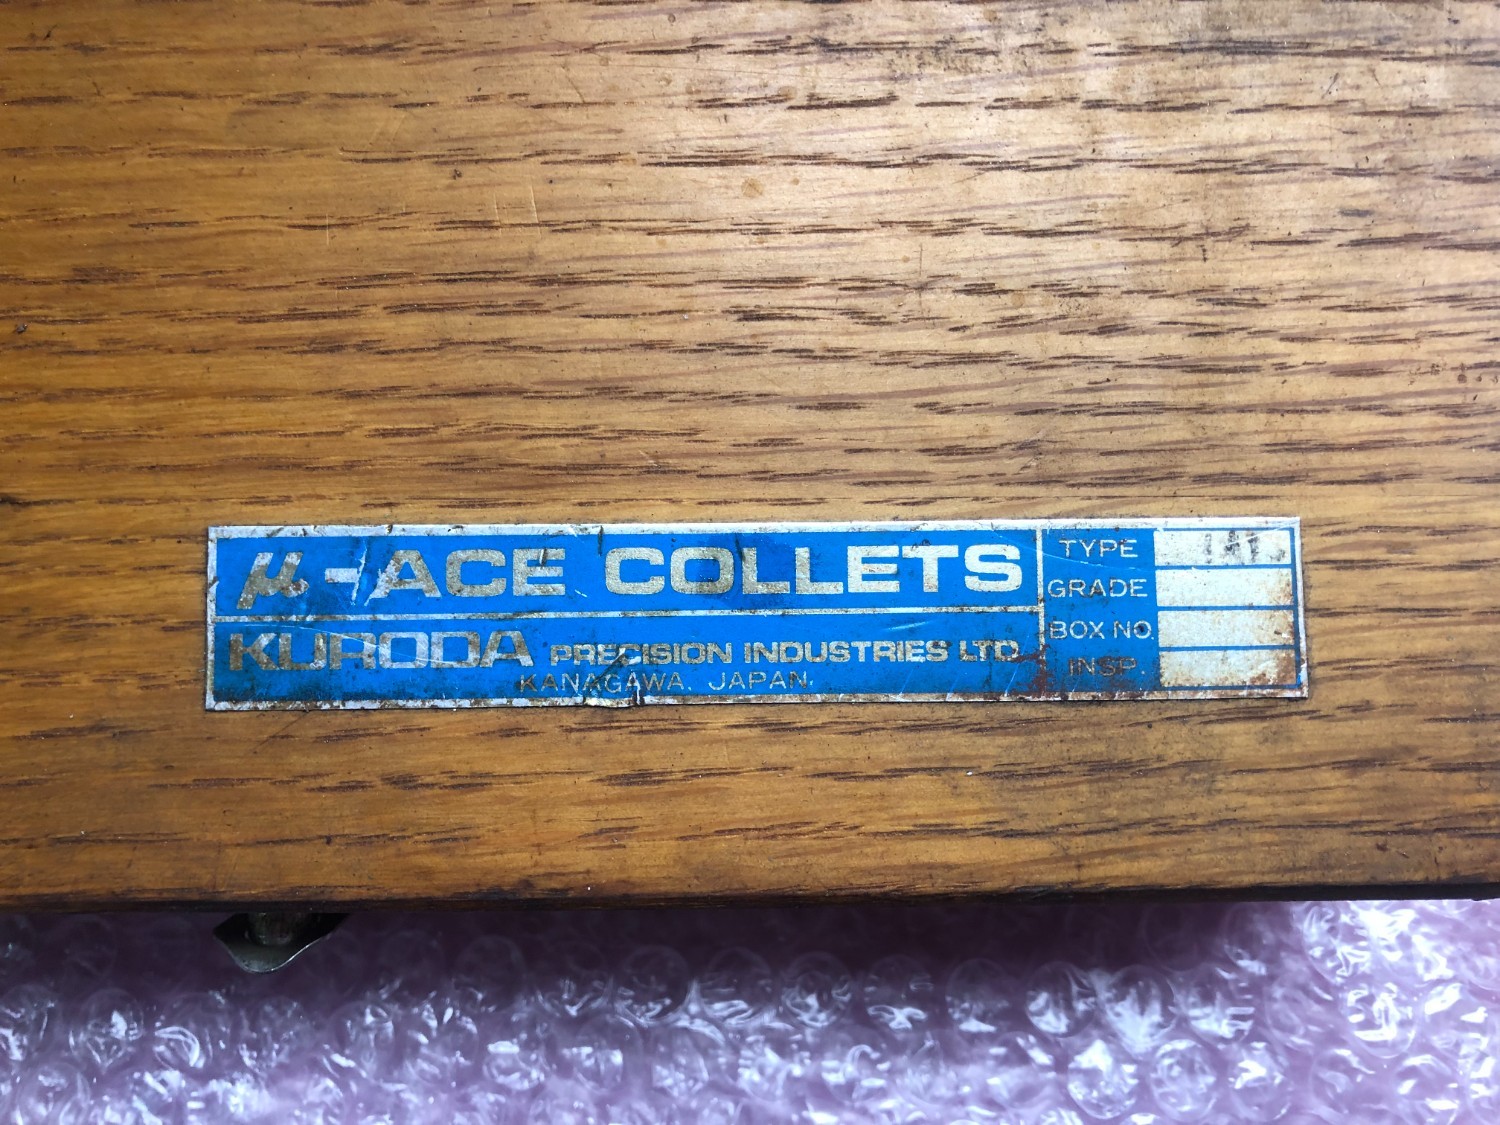 μ-ACE COLLETS
KURODA PRECISION INDUSTRIES LTD.
KANAGAWA, JAPAN.
TYPE
GRADE
BOX NO.
INSP.